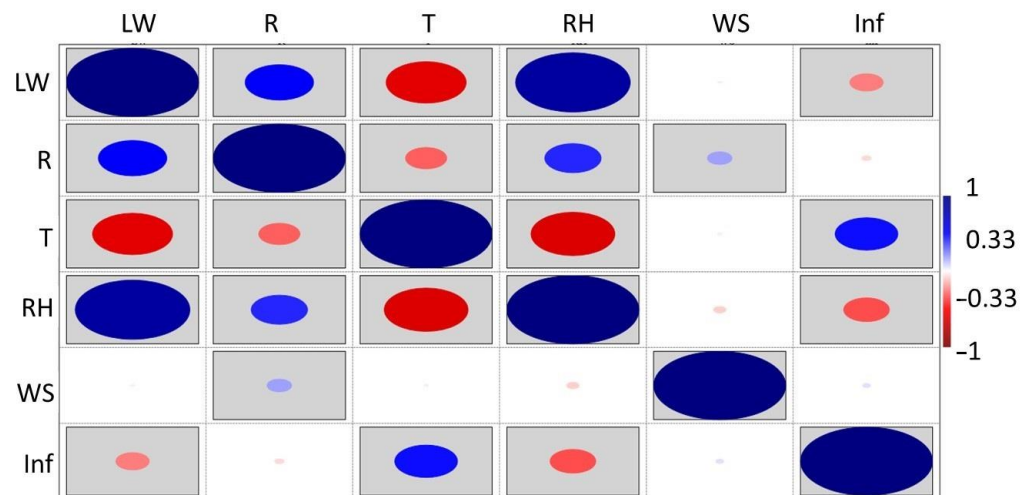 LW R T RH WS Inf
LW
R
T
RH
WS
Inf
1
0.33
–0.33
–1